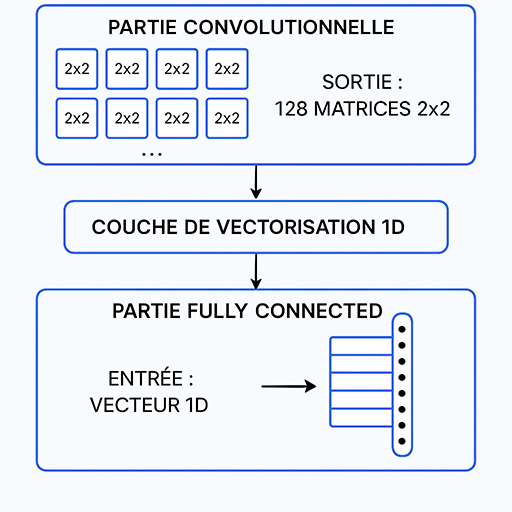 PARTIE CONVOLUTIONNELLE
2x2 2x2 2x2 2x2
2x2 2x2 2x2 2x2
...
SORTIE :
128 MATRICES 2x2
COUCHE DE VECTORISATION 1D
PARTIE FULLY CONNECTED
ENTRÉE :
VECTEUR 1D